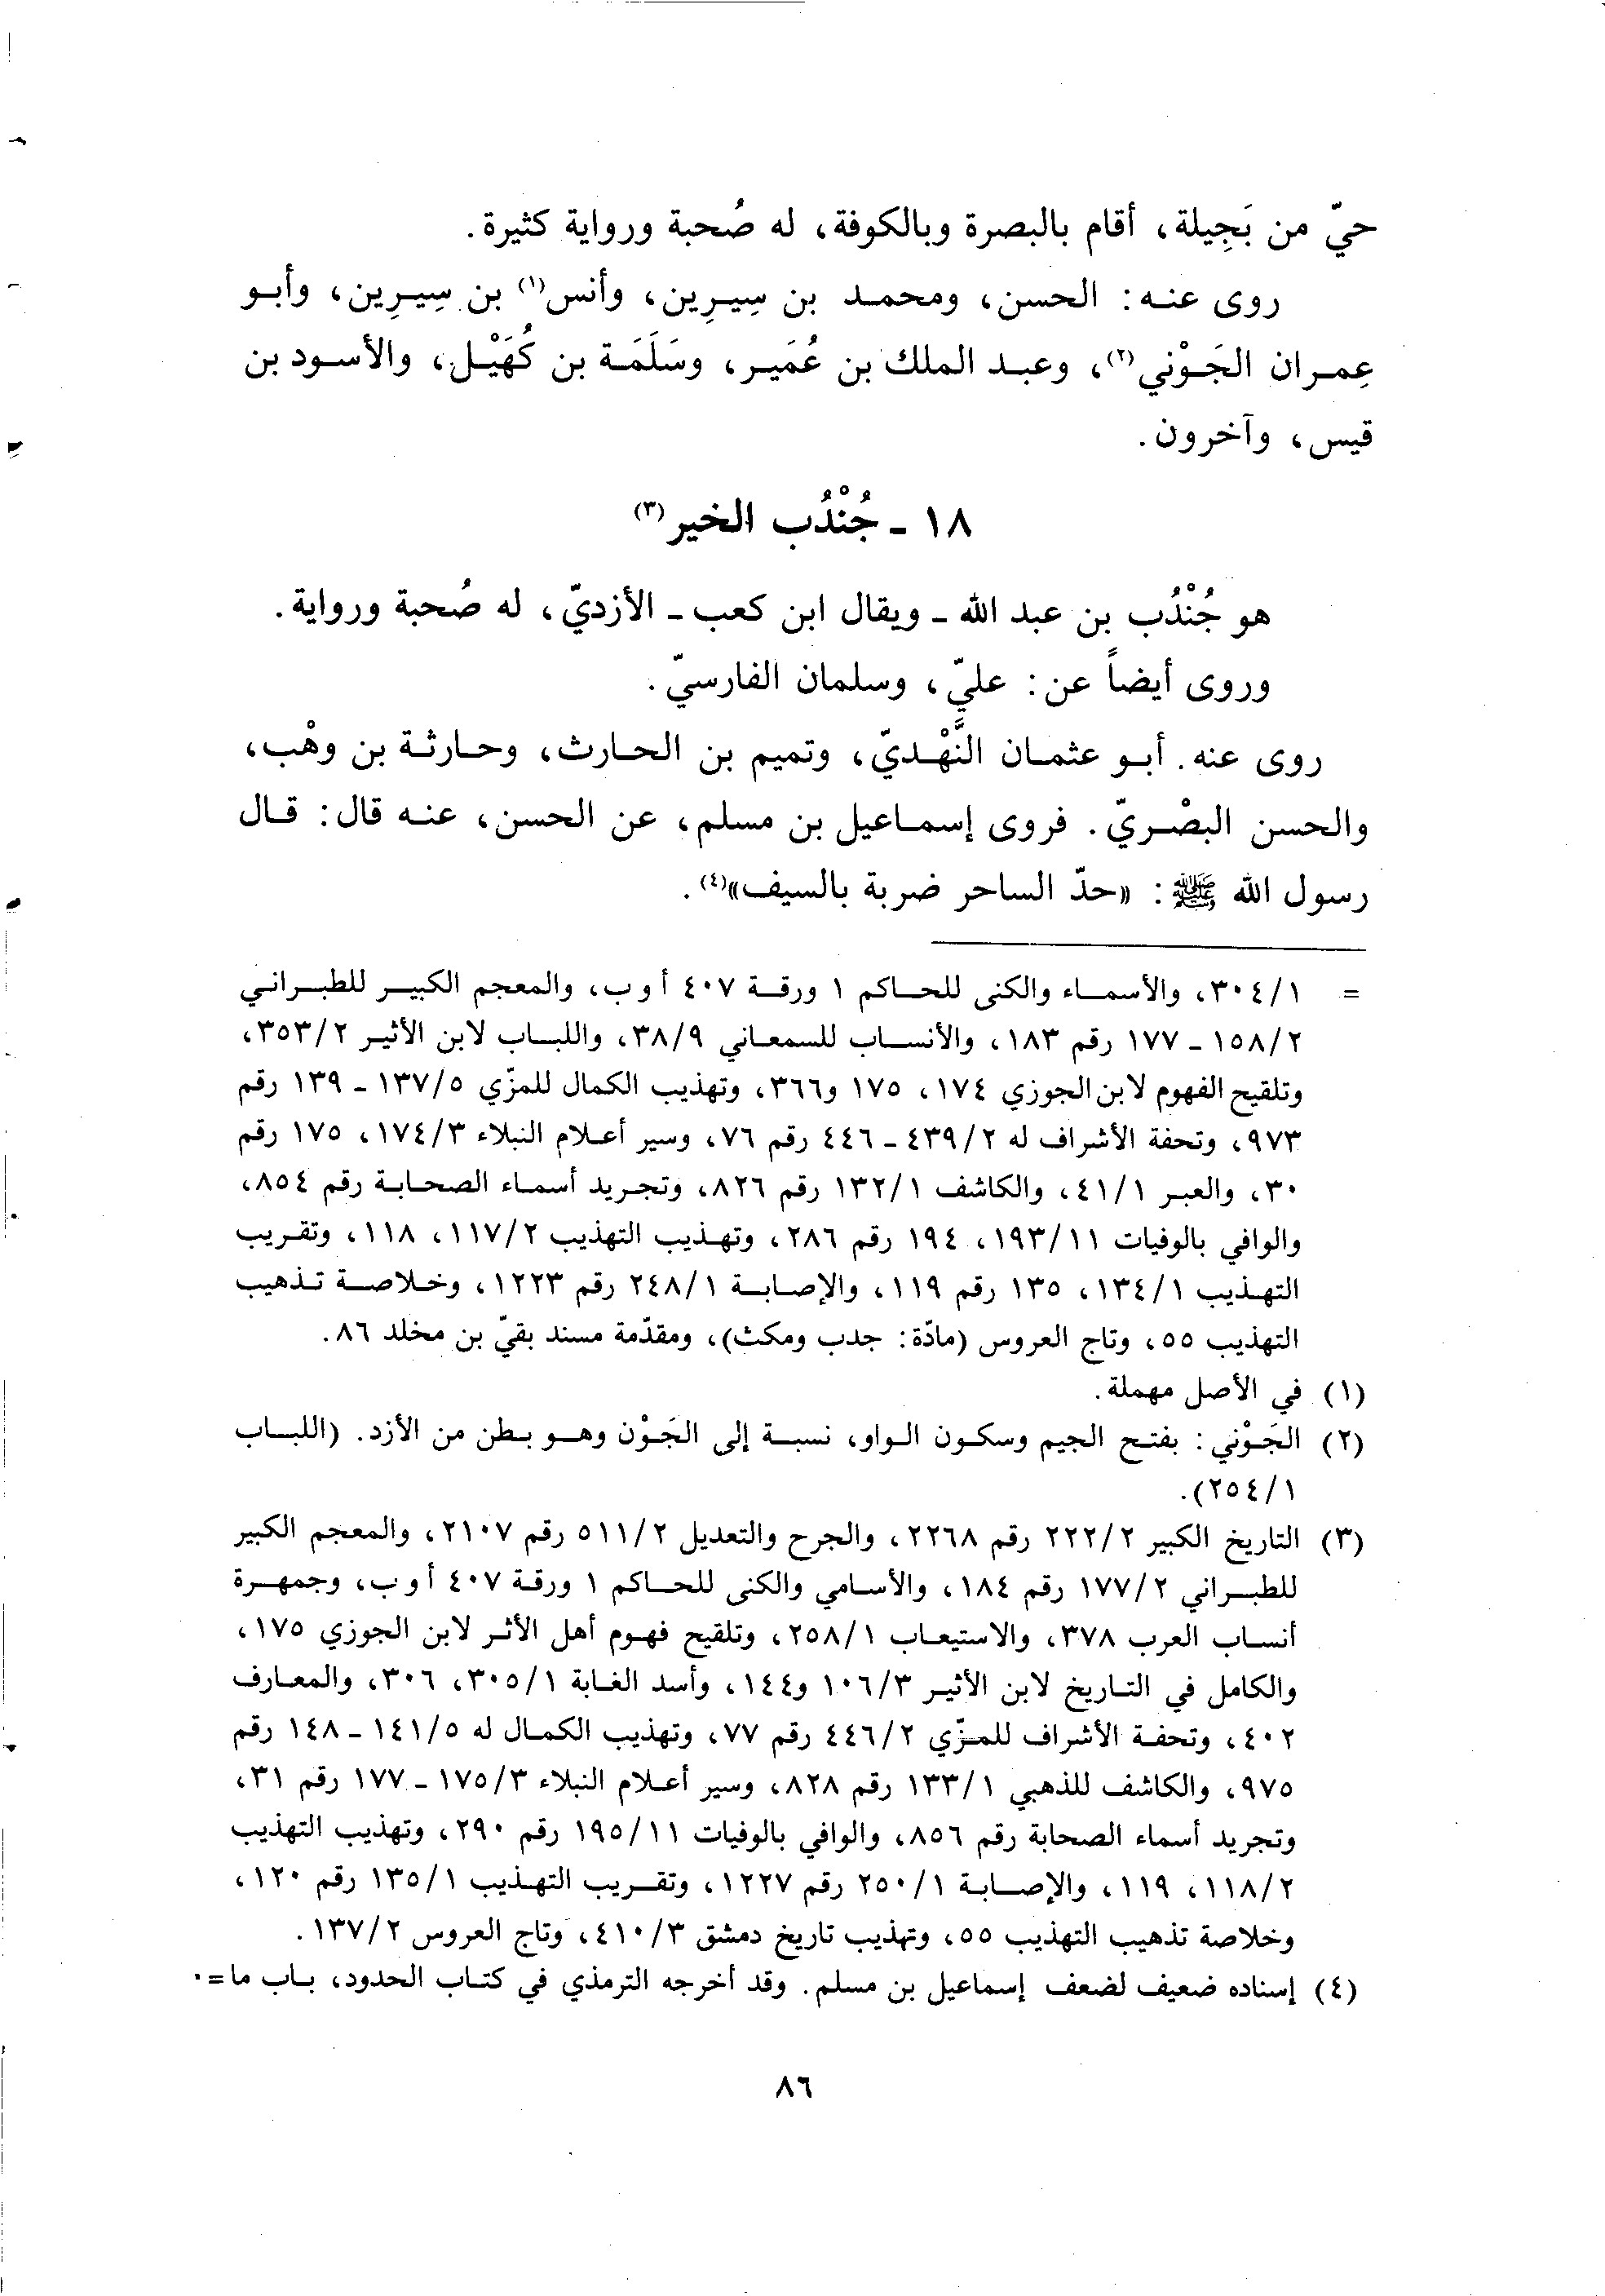 حيّ من بَجِيلة، أقام بالبصرة وبالكوفة، له صُحبة ورواية كثيرة.
روى عنه: الحسن، ومحمد بن سِيرِين، وأنس(١) بن سِيرِين، وأبو
عِمران الجَوْني(٢)، وعبد الملك بن عُمَير، وسَلَمَة بن كُهَيْل، والأسود بن
قيس، وآخرون.
١٨ ـ جُنْدُب الخير(٣)
هو جُنْدُب بن عبد الله ـ ويقال ابن كعب ـ الأزديّ، له صُحبة ورواية.
وروى أيضاً عن: عليّ، وسلمان الفارسيّ.
روى عنه. أبو عثمان النَّهْديّ، وتميم بن الحارث، وحارثة بن وهْب،
والحسن البصْريّ. فروى إسماعيل بن مسلم، عن الحسن، عنه قال: قال
رسول الله ﷺ: «حدّ الساحر ضربة بالسيف»(٤).
= ٣٠٤/١، والأسماء والكنى للحاكم ١ ورقة ٤٠٧ أ وب، والمعجم الكبير للطبراني
١٥٨/٢ ـ ١٧٧ رقم ١٨٣، والأنساب للسمعاني ٣٨/٩، واللباب لابن الأثير ٣٥٣/٢،
وتلقيح الفهوم لابن الجوزي ١٧٤، ١٧٥ و٣٦٦، وتهذيب الكمال للمزّي ١٣٧/٥ ـ ١٣٩ رقم
٩٧٣، وتحفة الأشراف له ٤٣٩/٢ ـ ٤٤٦ رقم ٧٦، وسير أعلام النبلاء ١٧٤/٣، ١٧٥ رقم
٣٠، والعبر ٤١/١، والكاشف ١٣٢/١ رقم ٨٢٦، وتجريد أسماء الصحابة رقم ٨٥٤،
والوافي بالوفيات ١٩٣/١١، ١٩٤ رقم ٢٨٦، وتهذيب التهذيب ١١٧/٢، ١١٨، وتقريب
التهذيب ١٣٤/١، ١٣٥ رقم ١١٩، والإصابة ٢٤٨/١ رقم ١٢٢٣، وخلاصة تذهيب
التهذيب ٥٥، وتاج العروس (مادّة: جدب ومكث)، ومقدّمة مسند بقيّ بن مخلد ٨٦.
(١) في الأصل مهملة.
(٢) الجَوْني: بفتح الجيم وسكون الواو، نسبة إلى الجَوْن وهو بطن من الأزد. (اللباب
٢٥٤/١).
(٣) التاريخ الكبير ٢٢٢/٢ رقم ٢٢٦٨، والجرح والتعديل ٥١١/٢ رقم ٢١٠٧، والمعجم الكبير
للطبراني ١٧٧/٢ رقم ١٨٤، والأسامي والكنى للحاكم ١ ورقة ٤٠٧ أ وب، وجمهرة
أنساب العرب ٣٧٨، والاستيعاب ٢٥٨/١، وتلقيح فهوم أهل الأثر لابن الجوزي ١٧٥،
والكامل في التاريخ لابن الأثير ١٠٦/٣ و١٤٤، وأسد الغابة ٣٠٥/١، ٣٠٦، والمعارف
٤٠٢، وتحفة الأشراف للمزّي ٤٤٦/٢ رقم ٧٧، وتهذيب الكمال له ١٤١/٥ ـ ١٤٨ رقم
٩٧٥، والكاشف للذهبي ١٣٣/١ رقم ٨٢٨، وسير أعلام النبلاء ١٧٥/٣ ـ ١٧٧ رقم ٣١،
وتجريد أسماء الصحابة رقم ٨٥٦، والوافي بالوفيات ١٩٥/١١ رقم ٢٩٠، وتهذيب التهذيب
١١٨/٢، ١١٩، والإصابة ٢٥٠/١ رقم ١٢٢٧، وتقريب التهذيب ١٣٥/١ رقم ١٢٠،
وخلاصة تذهيب التهذيب ٥٥، وتهذيب تاريخ دمشق ٤١٠/٣، وتاج العروس ١٣٧/٢.
(٤) إسناده ضعيف لضعف إسماعيل بن مسلم. وقد أخرجه الترمذي في كتاب الحدود، باب ما=
٨٦